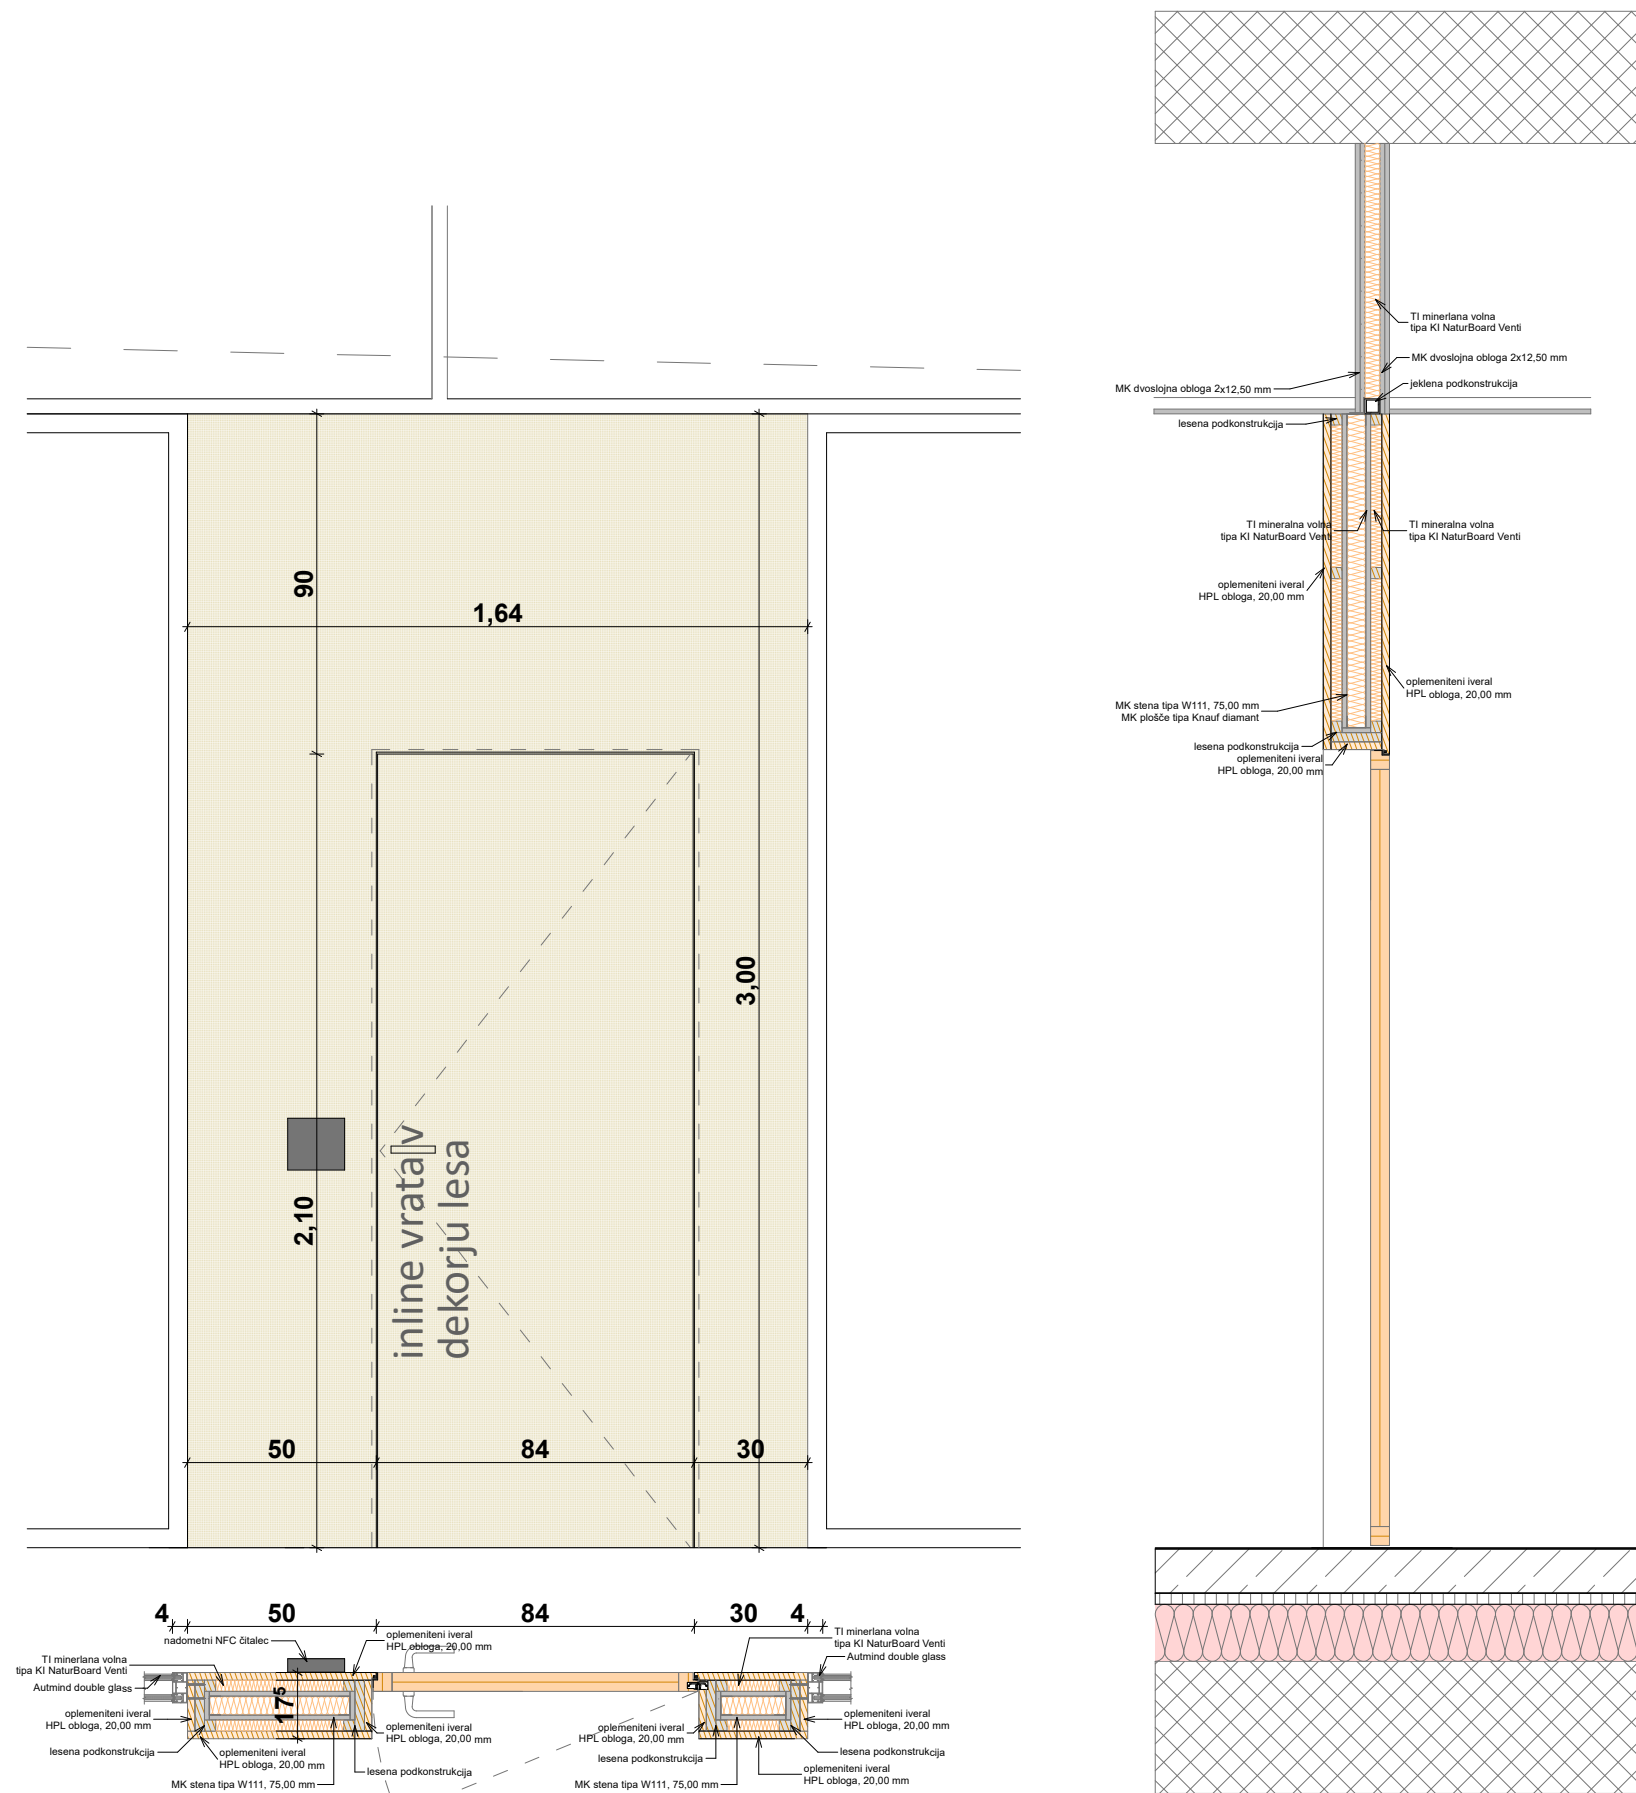 TI minerlana volna
tipa KI NaturBoard Venti
MK dvoslojna obloga 2x12,50 mm
jeklena podkonstrukcija
MK dvoslojna obloga 2x12,50 mm
lesena podkonstrukcija
TI mineralna volna
tipa KI NaturBoard Venti
TI mineralna volna
tipa KI NaturBoard Venti
oplemeniteni iveral
HPL obloga, 20,00 mm
oplemeniteni iveral
HPL obloga, 20,00 mm
MK stena tipa W111, 75,00 mm
MK plošče tipa Knauf diamant
lesena podkonstrukcija
oplemeniteni iveral
HPL obloga, 20,00 mm
90
1,64
3,00
2,10
inline vrata v
dekorju lesa
50
84
30
4
50
84
30
4
nadometni NFC čitalec
oplemeniteni iveral
HPL obloga, 20,00 mm
TI minerlana volna
tipa KI NaturBoard Venti
Autmind double glass
TI minerlana volna
tipa KI NaturBoard Venti
Autmind double glass
17⁵
oplemeniteni iveral
HPL obloga, 20,00 mm
lesena podkonstrukcija
oplemeniteni iveral
HPL obloga, 20,00 mm
MK stena tipa W111, 75,00 mm
oplemeniteni iveral
HPL obloga, 20,00 mm
lesena podkonstrukcija
oplemeniteni iveral
HPL obloga, 20,00 mm
lesena podkonstrukcija
MK stena tipa W111, 75,00 mm
oplemeniteni iveral
HPL obloga, 20,00 mm
lesena podkonstrukcija
oplemeniteni iveral
HPL obloga, 20,00 mm